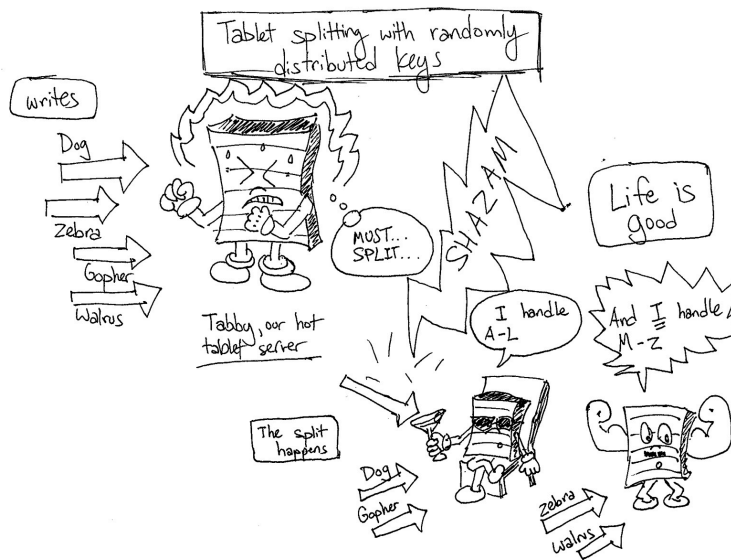 Tablet splitting with randomly
distributed keys
writes
Dog
Zebra
Gopher
Walrus
MUST...
SPLIT...
Tabby, our hot
tablet server
SHAZAM
Life is
good
I handle
A-L
And I handle
M-Z
The split
happens
Dog
Gopher
Zebra
Walrus